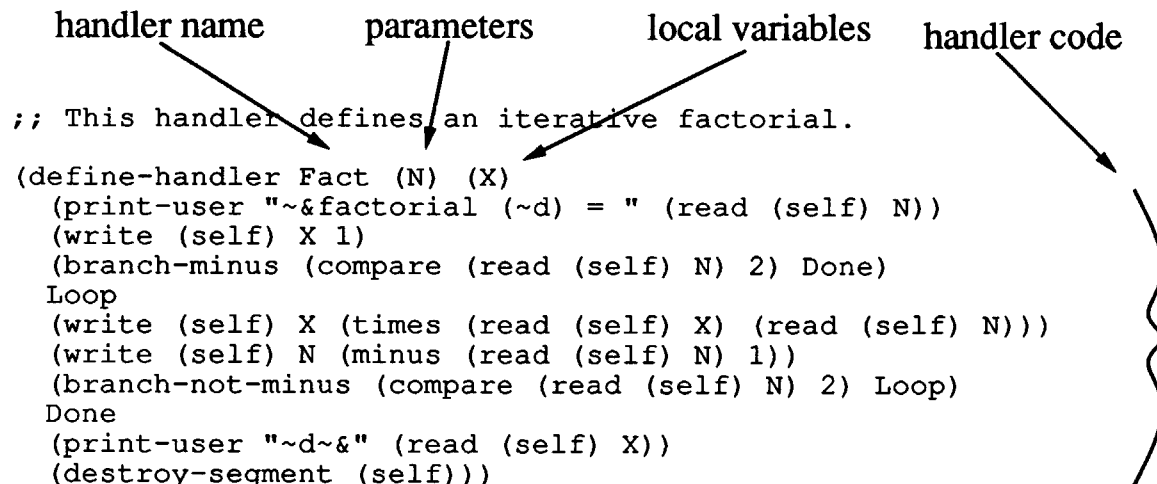 handler name parameters local variables handler code
;; This handler defines an iterative factorial.
(define-handler Fact (N) (X)
(print-user "~&factorial (~d) = " (read (self) N))
(write (self) X 1)
(branch-minus (compare (read (self) N) 2) Done)
Loop
(write (self) X (times (read (self) X) (read (self) N)))
(write (self) N (minus (read (self) N) 1))
(branch-not-minus (compare (read (self) N) 2) Loop)
Done
(print-user "~d~&" (read (self) X))
(destroy-segment (self)))